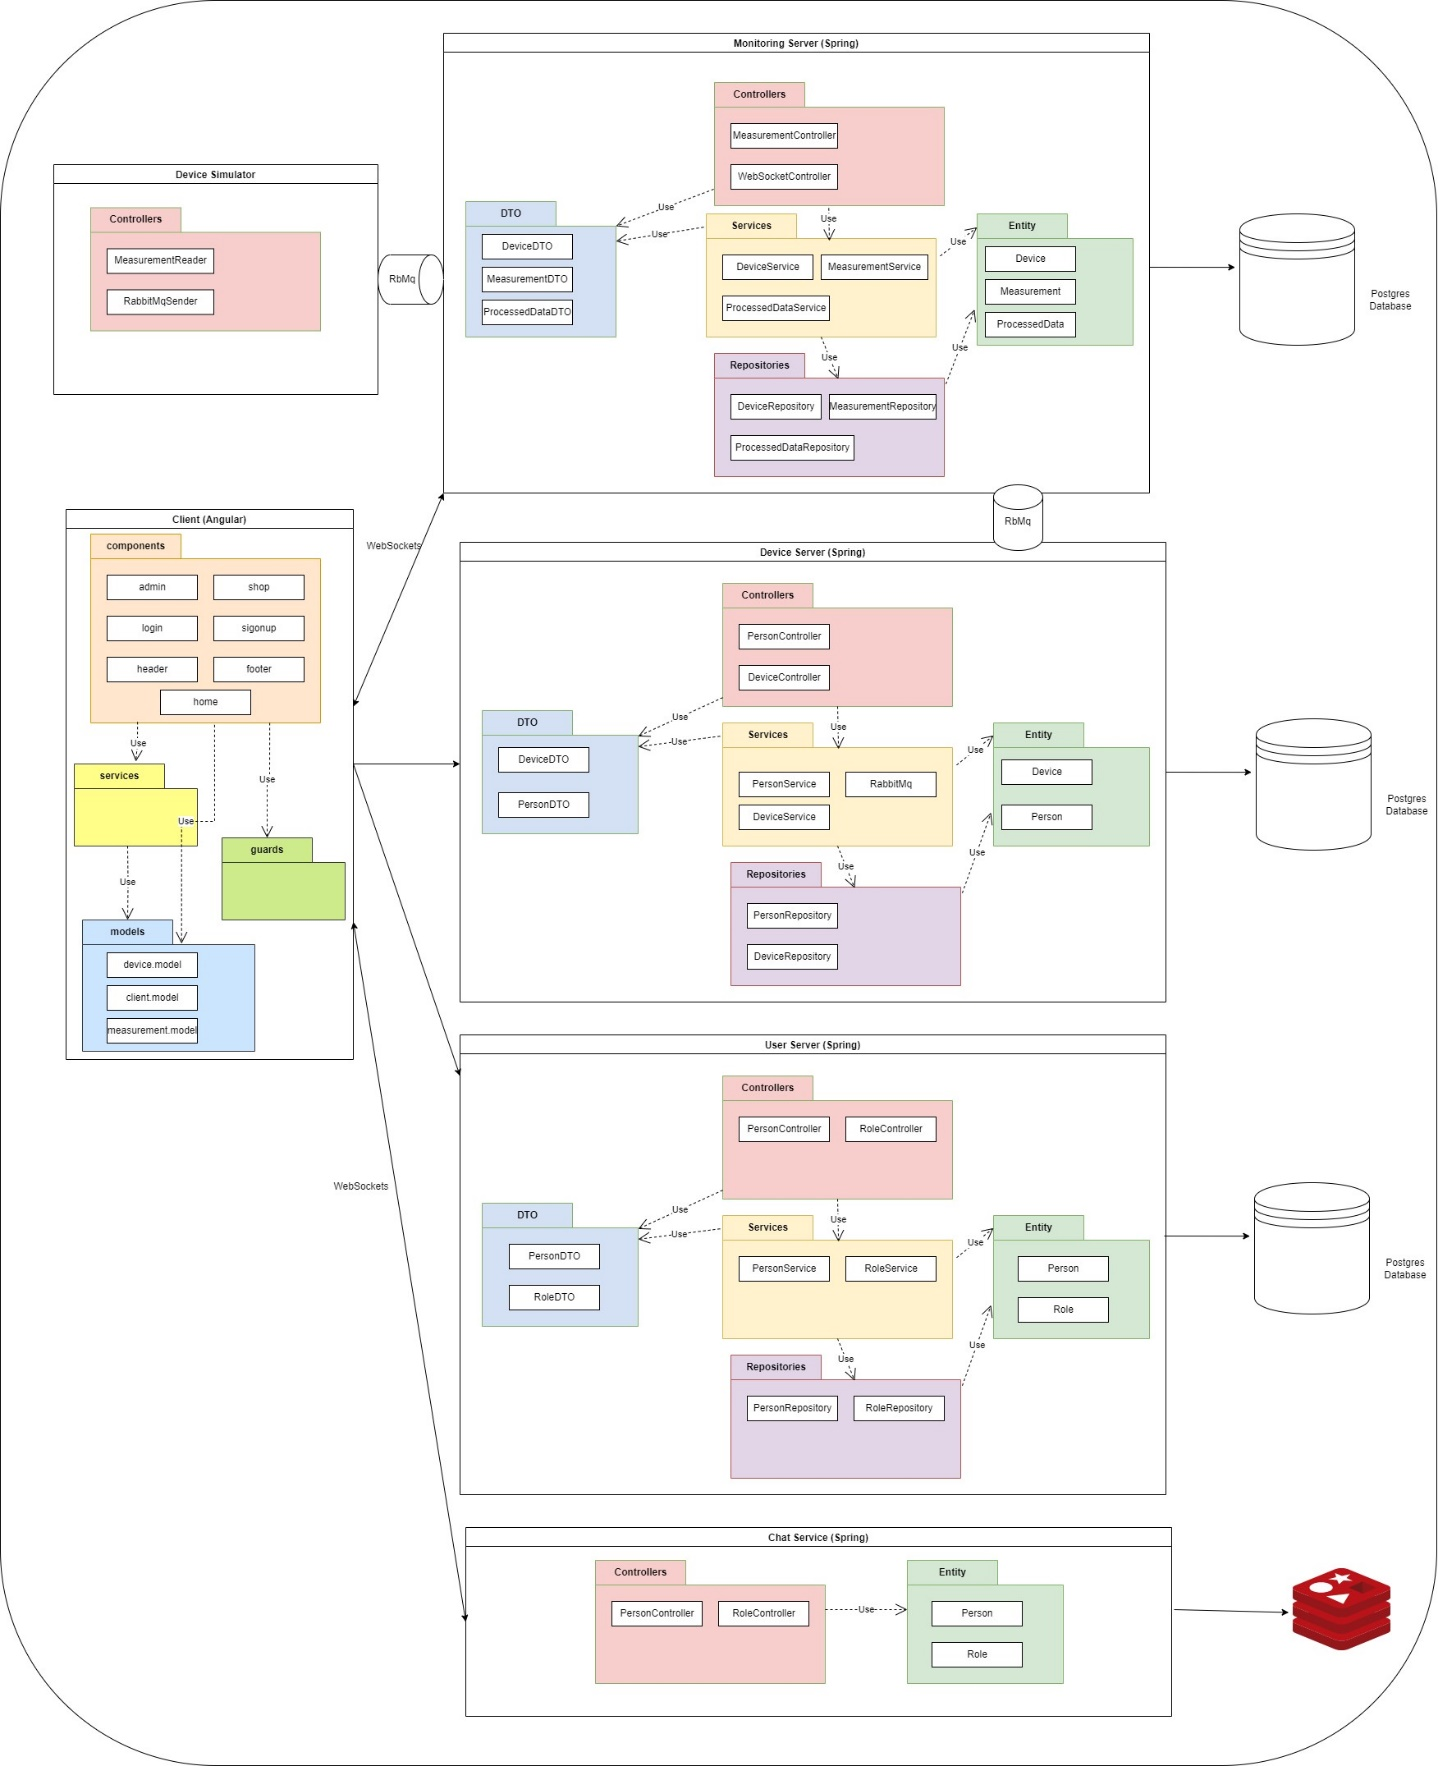 Monitoring Server (Spring)
Controllers
MeasurementController
WebSocketController
Use
Use
Use
DTO
DeviceDTO
MeasurementDTO
ProcessedDataDTO
Services
DeviceService
MeasurementService
ProcessedDataService
Use
Entity
Device
Measurement
ProcessedData
Use
Use
Repositories
DeviceRepository
MeasurementRepository
ProcessedDataRepository
Postgres
Database
Device Simulator
Controllers
MeasurementReader
RabbitMqSender
RbMq
RbMq
WebSockets
Client (Angular)
components
admin
shop
login
sigonup
header
footer
home
Use
Use
Use
services
guards
Use
models
device.model
client.model
measurement.model
Device Server (Spring)
Controllers
PersonController
DeviceController
Use
Use
Use
DTO
DeviceDTO
PersonDTO
Services
PersonService
RabbitMq
DeviceService
Use
Entity
Device
Person
Use
Use
Repositories
PersonRepository
DeviceRepository
Postgres
Database
User Server (Spring)
Controllers
PersonController
RoleController
Use
Use
Use
DTO
PersonDTO
RoleDTO
Services
PersonService
RoleService
Use
Entity
Person
Role
Use
Use
Repositories
PersonRepository
RoleRepository
Postgres
Database
WebSockets
Chat Service (Spring)
Controllers
PersonController
RoleController
Use
Entity
Person
Role